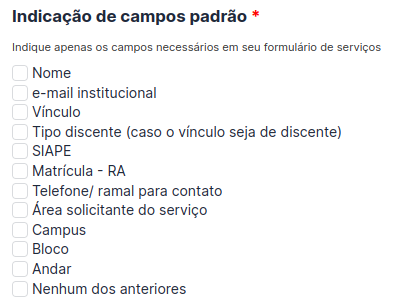 Indicação de campos padrão *
Indique apenas os campos necessários em seu formulário de serviços
Nome
e-mail institucional
Vínculo
Tipo discente (caso o vínculo seja de discente)
SIAPE
Matrícula - RA
Telefone/ ramal para contato
Área solicitante do serviço
Campus
Bloco
Andar
Nenhum dos anteriores